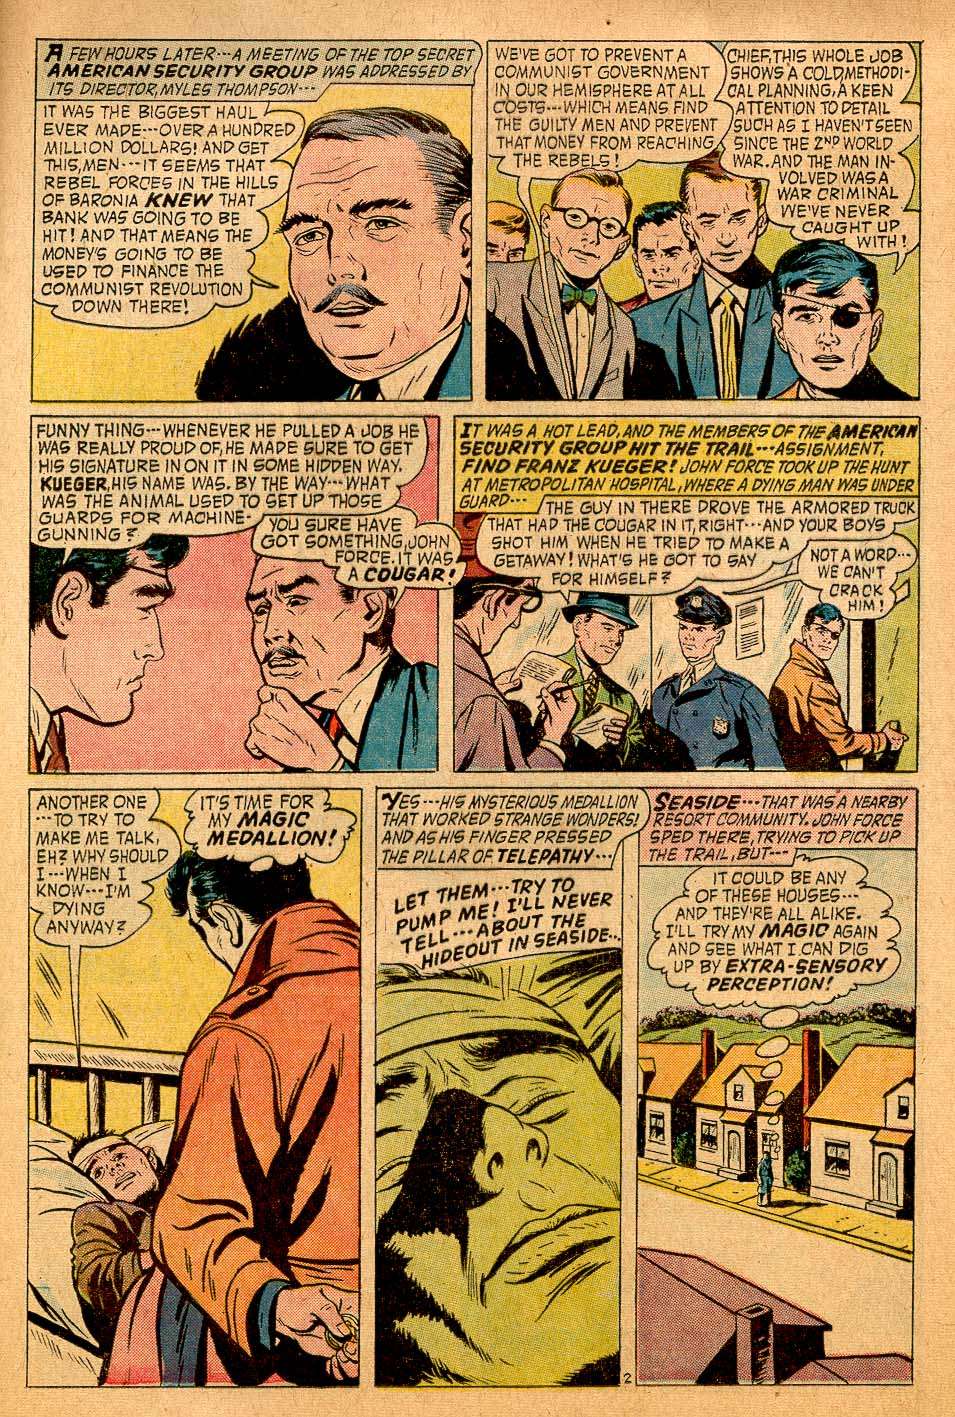 A FEW HOURS LATER---A MEETING OF THE TOP SECRET
AMERICAN SECURITY GROUP WAS ADDRESSED BY
ITS DIRECTOR, MYLES THOMPSON---
IT WAS THE BIGGEST HAUL
EVER MADE---OVER A HUNDRED
MILLION DOLLARS! AND GET
THIS, MEN---IT SEEMS THAT
REBEL FORCES IN THE HILLS
OF BARONIA KNEW THAT
BANK WAS GOING TO BE
HIT! AND THAT MEANS THE
MONEY'S GOING TO BE
USED TO FINANCE THE
COMMUNIST REVOLUTION
DOWN THERE!
WE'VE GOT TO PREVENT A
COMMUNIST GOVERNMENT
IN OUR HEMISPHERE AT ALL
COSTS---WHICH MEANS FIND
THE GUILTY MEN AND PREVENT
THAT MONEY FROM REACHING
THE REBELS!
CHIEF, THIS WHOLE JOB
SHOWS A COLD, METHODI-
CAL PLANNING, A KEEN
ATTENTION TO DETAIL
SUCH AS I HAVEN'T SEEN
SINCE THE 2ND WORLD
WAR. AND THE MAN IN-
VOLVED WAS A
WAR CRIMINAL
WE'VE NEVER
CAUGHT UP
WITH!
FUNNY THING---WHENEVER HE PULLED A JOB HE
WAS REALLY PROUD OF, HE MADE SURE TO GET
HIS SIGNATURE IN ON IT IN SOME HIDDEN WAY.
KUEGER, HIS NAME WAS. BY THE WAY---WHAT
WAS THE ANIMAL USED TO SET UP THOSE
GUARDS FOR MACHINE-
GUNNING?
YOU SURE HAVE
GOT SOMETHING, JOHN
FORCE. IT WAS
A COUGAR!
IT WAS A HOT LEAD, AND THE MEMBERS OF THE AMERICAN
SECURITY GROUP HIT THE TRAIL---ASSIGNMENT,
FIND FRANZ KUEGER! JOHN FORCE TOOK UP THE HUNT
AT METROPOLITAN HOSPITAL, WHERE A DYING MAN WAS UNDER
GUARD---
THE GUY IN THERE DROVE THE ARMORED TRUCK
THAT HAD THE COUGAR IN IT, RIGHT---AND YOUR BOYS
SHOT HIM WHEN HE TRIED TO MAKE A
GETAWAY! WHAT'S HE GOT TO SAY
FOR HIMSELF?
NOT A WORD---
WE CAN'T
CRACK
HIM!
ANOTHER ONE
---TO TRY TO
MAKE ME TALK,
EH? WHY SHOULD
I---WHEN I
KNOW---I'M
DYING
ANYWAY?
IT'S TIME FOR
MY MAGIC
MEDALLION!
YES---HIS MYSTERIOUS MEDALLION
THAT WORKED STRANGE WONDERS!
AND AS HIS FINGER PRESSED
THE PILLAR OF TELEPATHY---
LET THEM---TRY TO
PUMP ME! I'LL NEVER
TELL---ABOUT THE
HIDEOUT IN SEASIDE...
SEASIDE---THAT WAS A NEARBY
RESORT COMMUNITY. JOHN FORCE
SPED THERE, TRYING TO PICK UP
THE TRAIL, BUT---
IT COULD BE ANY
OF THESE HOUSES---
AND THEY'RE ALL ALIKE.
I'LL TRY MY MAGIC AGAIN
AND SEE WHAT I CAN DIG
UP BY EXTRA-SENSORY
PERCEPTION!
2